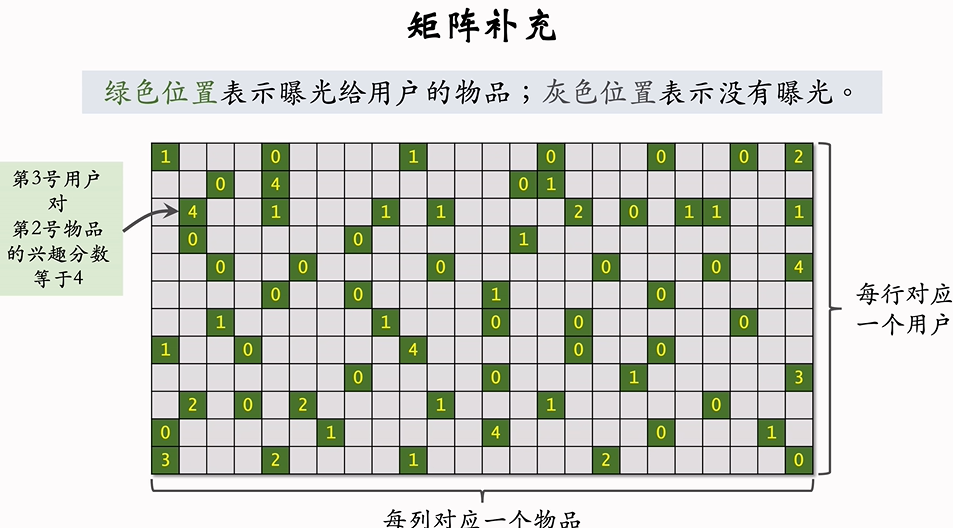 矩阵补充
绿色位置表示曝光给用户的物品；灰色位置表示没有曝光。
第3号用户
对
第2号物品
的兴趣分数
等于4
1 0 1 0 0 0 2
0 4 0 1
4 1 1 1 2 0 1 1 1
0 0 1
0 0 0 0 0 4
0 0 1 0
1 1 0 0 0
1 0 4 0 0
0 0 1 3
2 0 2 1 1 0
0 1 4 0 1
3 2 1 2 0
每行对应
一个用户
每列对应一个物品